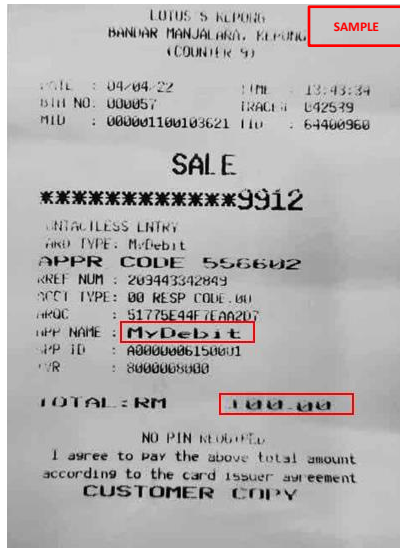 LOTUS'S KEPONG
SAMPLE
BANDAR MANJALARA, KEPONG
(COUNTER 9)
DATE : 04/04/22 TIME : 13:43:34
BTH NO: 000057 TRACE# 042539
MID : 000001100103621 TID : 64400960
SALE
************9912
CONTACTLESS ENTRY
CARD TYPE: MyDebit
APPR CODE 556602
RREF NUM : 209443342849
ACCT TYPE: 00 RESP CODE:00
ARQC : 51775E44F7EAA2D7
APP NAME : MyDebit
APP ID : A0000006150001
TVR : 8000008000
TOTAL:RM 100.00
NO PIN REQUIRED
I agree to pay the above total amount
according to the card issuer agreement
CUSTOMER COPY